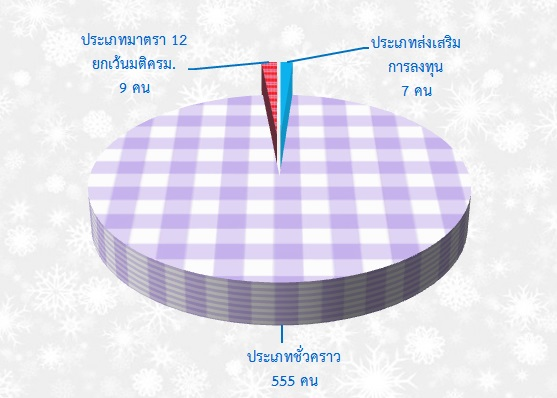 ประเภทมาตรา 12
ยกเว้นมติครม.
9 คน
ประเภทส่งเสริม
การลงทุน
7 คน
ประเภทชั่วคราว
555 คน